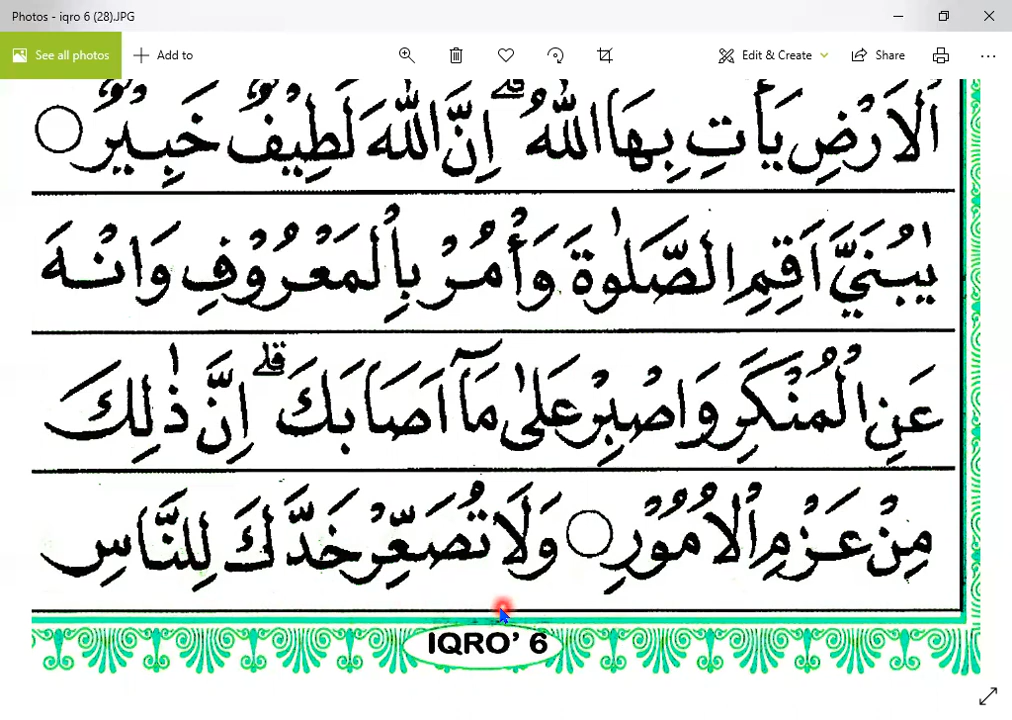 Photos - iqro 6 (28).JPG
See all photos
Add to
Edit & Create
Share
اَلْاَرْضِ يَأْتِ بِهَا اللّٰهُ ۗ اِنَّ اللّٰهَ لَطِيْفٌ خَبِيْرٌ ○
يٰبُنَيَّ اَقِمِ الصَّلٰوةَ وَأْمُرْ بِالْمَعْرُوْفِ وَانْهَ
عَنِ الْمُنْكَرِ وَاصْبِرْ عَلٰى مَآ اَصَابَكَ ۗ اِنَّ ذٰلِكَ
مِنْ عَزْمِ الْاُمُوْرِ ○ وَلَا تُصَعِّرْ خَدَّكَ لِلنَّاسِ
IQRO' 6